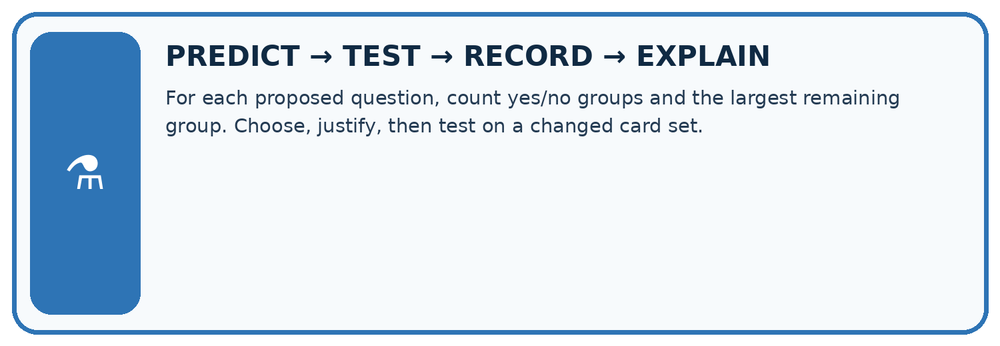 PREDICT → TEST → RECORD → EXPLAIN
For each proposed question, count yes/no groups and the largest remaining
group. Choose, justify, then test on a changed card set.